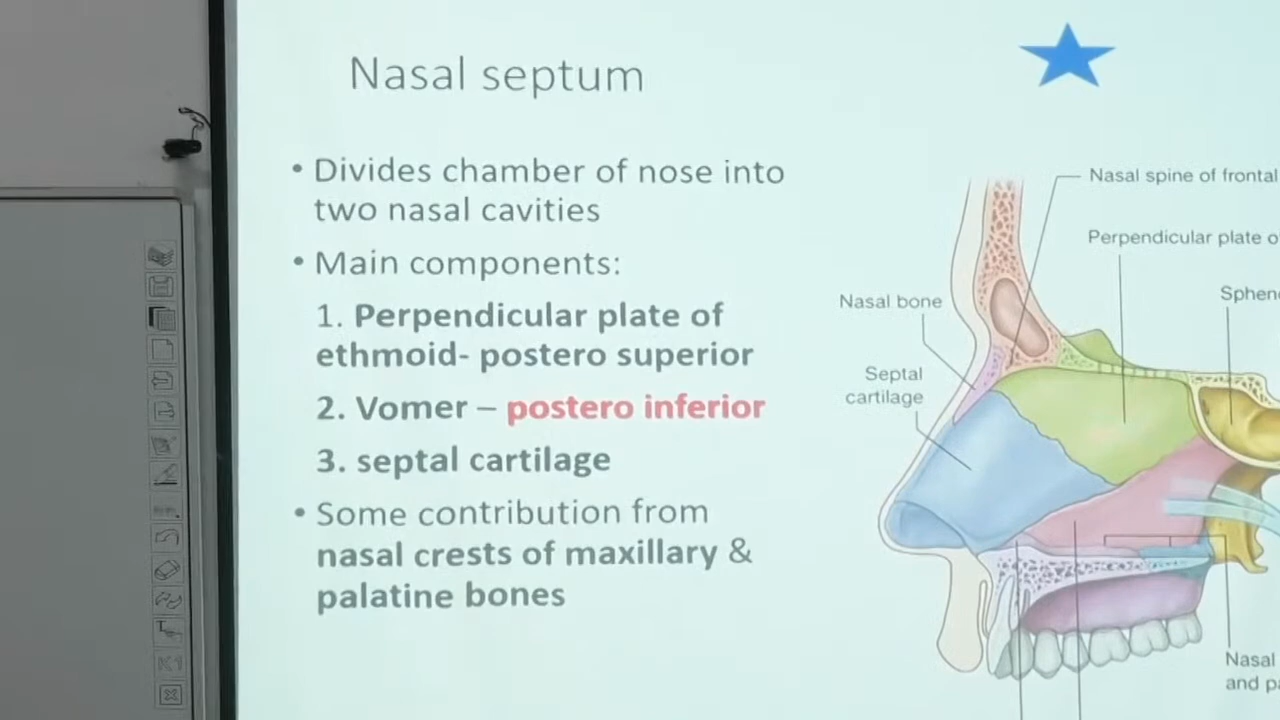 Nasal septum
• Divides chamber of nose into
two nasal cavities
• Main components:
1. Perpendicular plate of
ethmoid- postero superior
2. Vomer – postero inferior
3. septal cartilage
• Some contribution from
nasal crests of maxillary &
palatine bones
Nasal spine of frontal
Perpendicular plate
Nasal bone
Septal
cartilage
Nasal
and